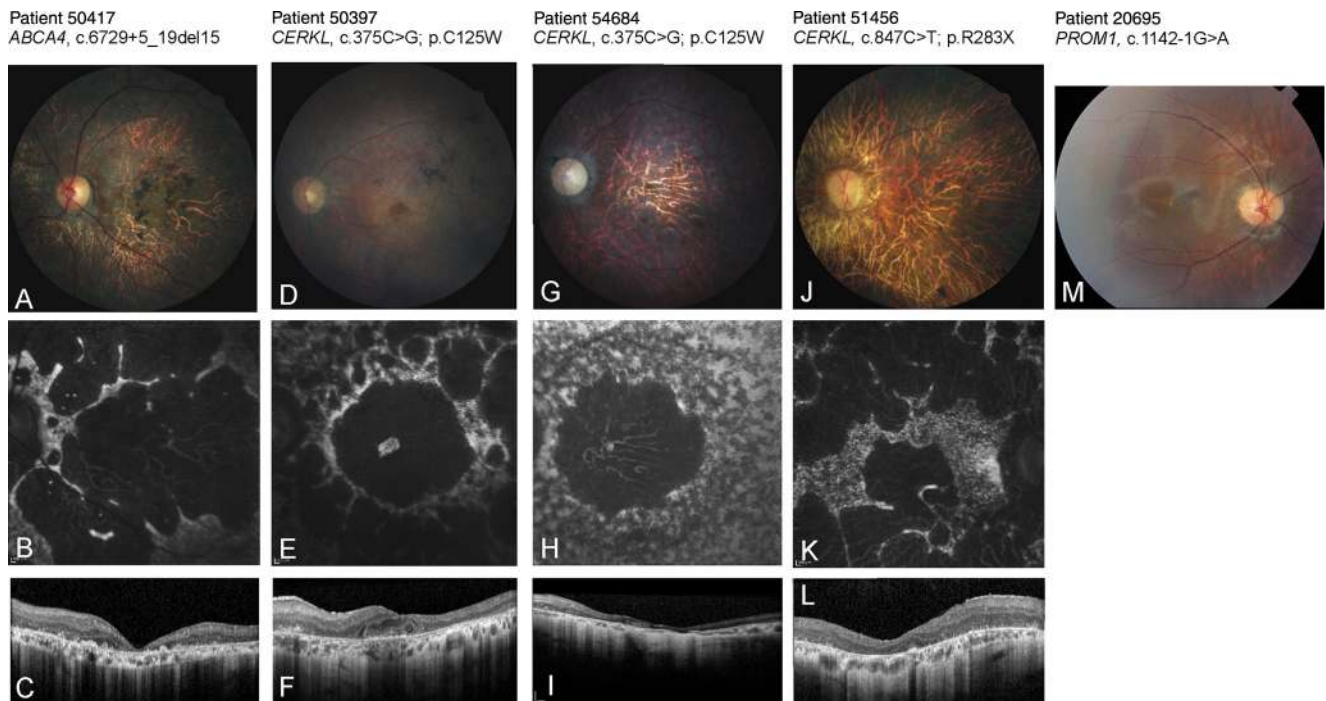 Patient 50417
ABCA4, c.6729+5_19del15
Patient 50397
CERKL, c.375C>G; p.C125W
Patient 54684
CERKL, c.375C>G; p.C125W
Patient 51456
CERKL, c.847C>T; p.R283X
Patient 20695
PROM1, c.1142-1G>A
A
D
G
J
M
B
E
H
K
C
F
I
L